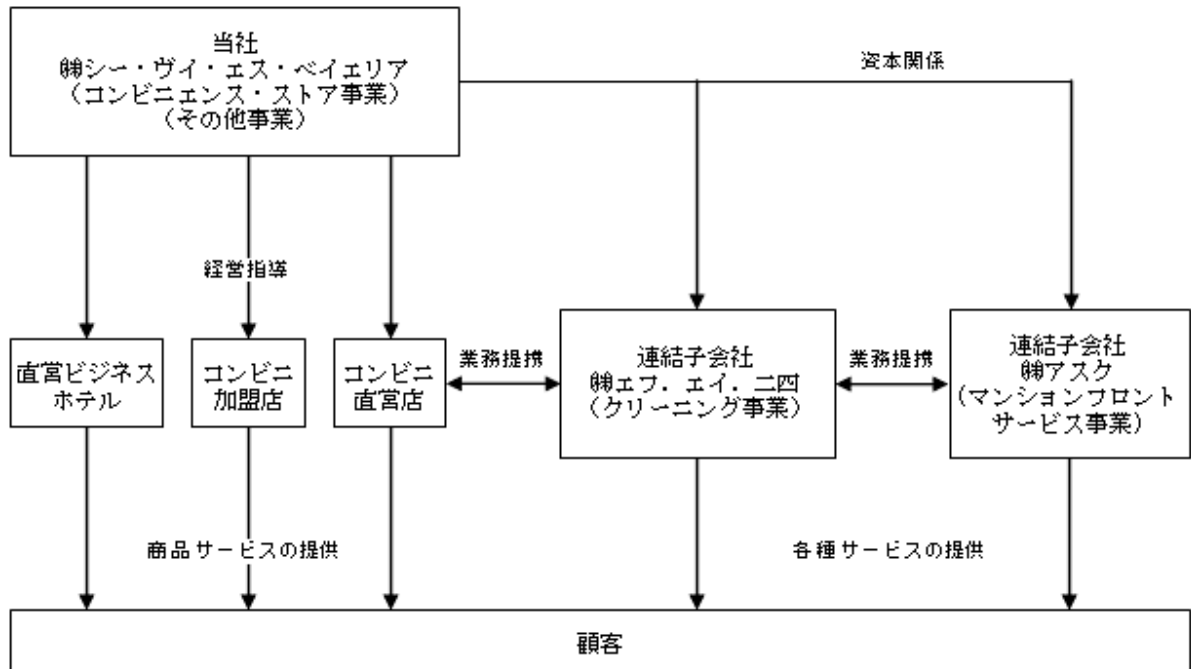 当社
㈱シー・ヴイ・エス・ベイエリア
（コンビニエンス・ストア事業）
（その他事業）
資本関係
経営指導
直営ビジネス
ホテル
コンビニ
加盟店
コンビニ
直営店
業務提携
連結子会社
㈱エフ．エイ．二四
（クリーニング事業）
業務提携
連結子会社
㈱アスク
（マンションフロント
サービス事業）
商品サービスの提供
各種サービスの提供
顧客